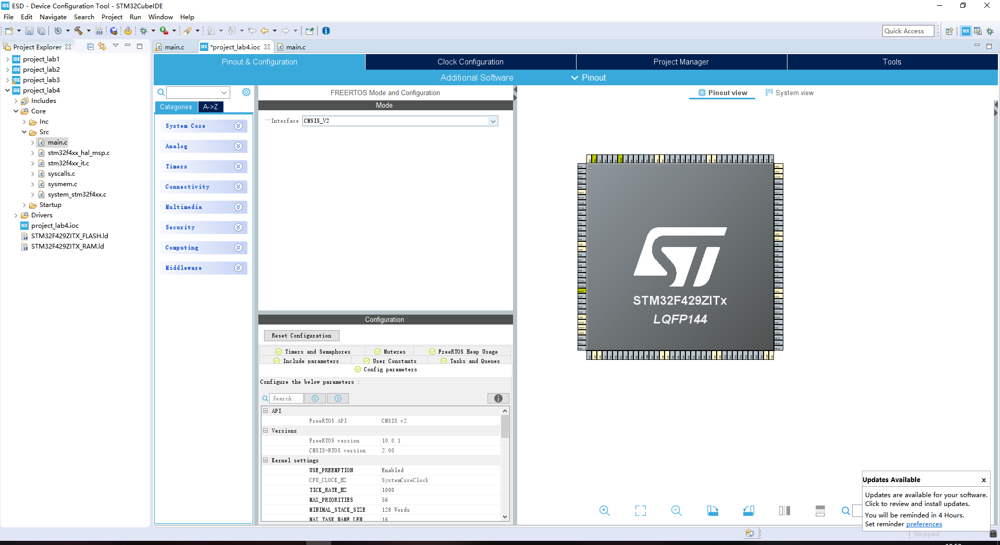 ESD - Device Configuration Tool - STM32CubeIDE
File Edit Navigate Search Project Run Window Help
Quick Access
Project Explorer
main.c
*project_lab4.ioc
main.c
project_lab1
project_lab2
project_lab3
project_lab4
Includes
Core
Inc
Src
main.c
stm32f4xx_hal_msp.c
stm32f4xx_it.c
syscalls.c
sysmem.c
system_stm32f4xx.c
Startup
Drivers
project_lab4.ioc
STM32F429ZITX_FLASH.ld
STM32F429ZITX_RAM.ld
Pinout & Configuration
Clock Configuration
Project Manager
Tools
Additional Software
Pinout
Categories
A->Z
System Core
Analog
Timers
Connectivity
Multimedia
Security
Computing
Middleware
FREERTOS Mode and Configuration
Mode
Interface CMSIS_V2
Configuration
Reset Configuration
Timers and Semaphores
Mutexes
FreeRTOS Heap Usage
Include parameters
User Constants
Tasks and Queues
Config parameters
Configure the below parameters :
Search...
API
FreeRTOS API CMSIS v2
Versions
FreeRTOS version 10.0.1
CMSIS-RTOS version 2.00
Kernel settings
USE_PREEMPTION Enabled
CPU_CLOCK_HZ SystemCoreClock
TICK_RATE_HZ 1000
MAX_PRIORITIES 56
MINIMAL_STACK_SIZE 128 Words
MAX_TASK_NAME_LEN 16
Pinout view
System view
ST
STM32F429ZITx
LQFP144
Updates Available x
Updates are available for your software.
Click to review and install updates.
You will be reminded in 4 Hours.
Set reminder preferences
Stopped